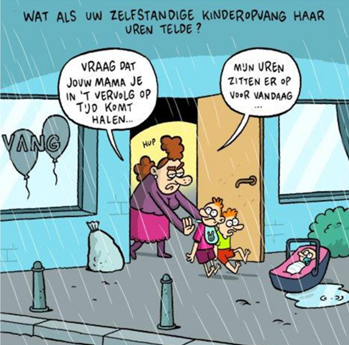 WAT ALS UW ZELFSTANDIGE KINDEROPVANG HAAR
UREN TELDE?
VRAAG DAT
JOUW MAMA JE
IN 'T VERVOLG OP
TIJD KOMT
HALEN...
MIJN UREN
ZITTEN ER OP
VOOR VANDAAG
...
HUP
VANG